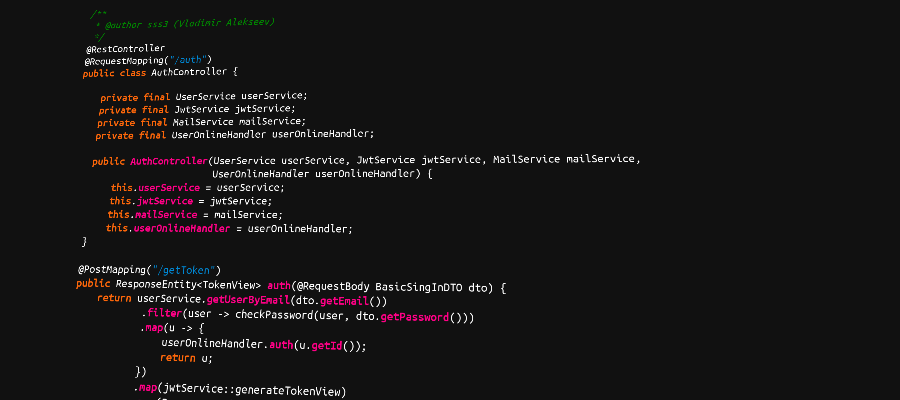 /**
* @author sss3 (Vlodimir Alekseev)
*/
@RestController
@RequestMapping("/auth")
public class AuthController {
private final UserService userService;
private final JwtService jwtService;
private final MailService mailService;
private final UserOnlineHandler userOnlineHandler;
public AuthController(UserService userService, JwtService jwtService, MailService mailService,
UserOnlineHandler userOnlineHandler) {
this.userService = userService;
this.jwtService = jwtService;
this.mailService = mailService;
this.userOnlineHandler = userOnlineHandler;
}
@PostMapping("/getToken")
public ResponseEntity<TokenView> auth(@RequestBody BasicSingInDTO dto) {
return userService.getUserByEmail(dto.getEmail())
.filter(user -> checkPassword(user, dto.getPassword()))
.map(u -> {
userOnlineHandler.auth(u.getId());
return u;
})
.map(jwtService::generateTokenView)